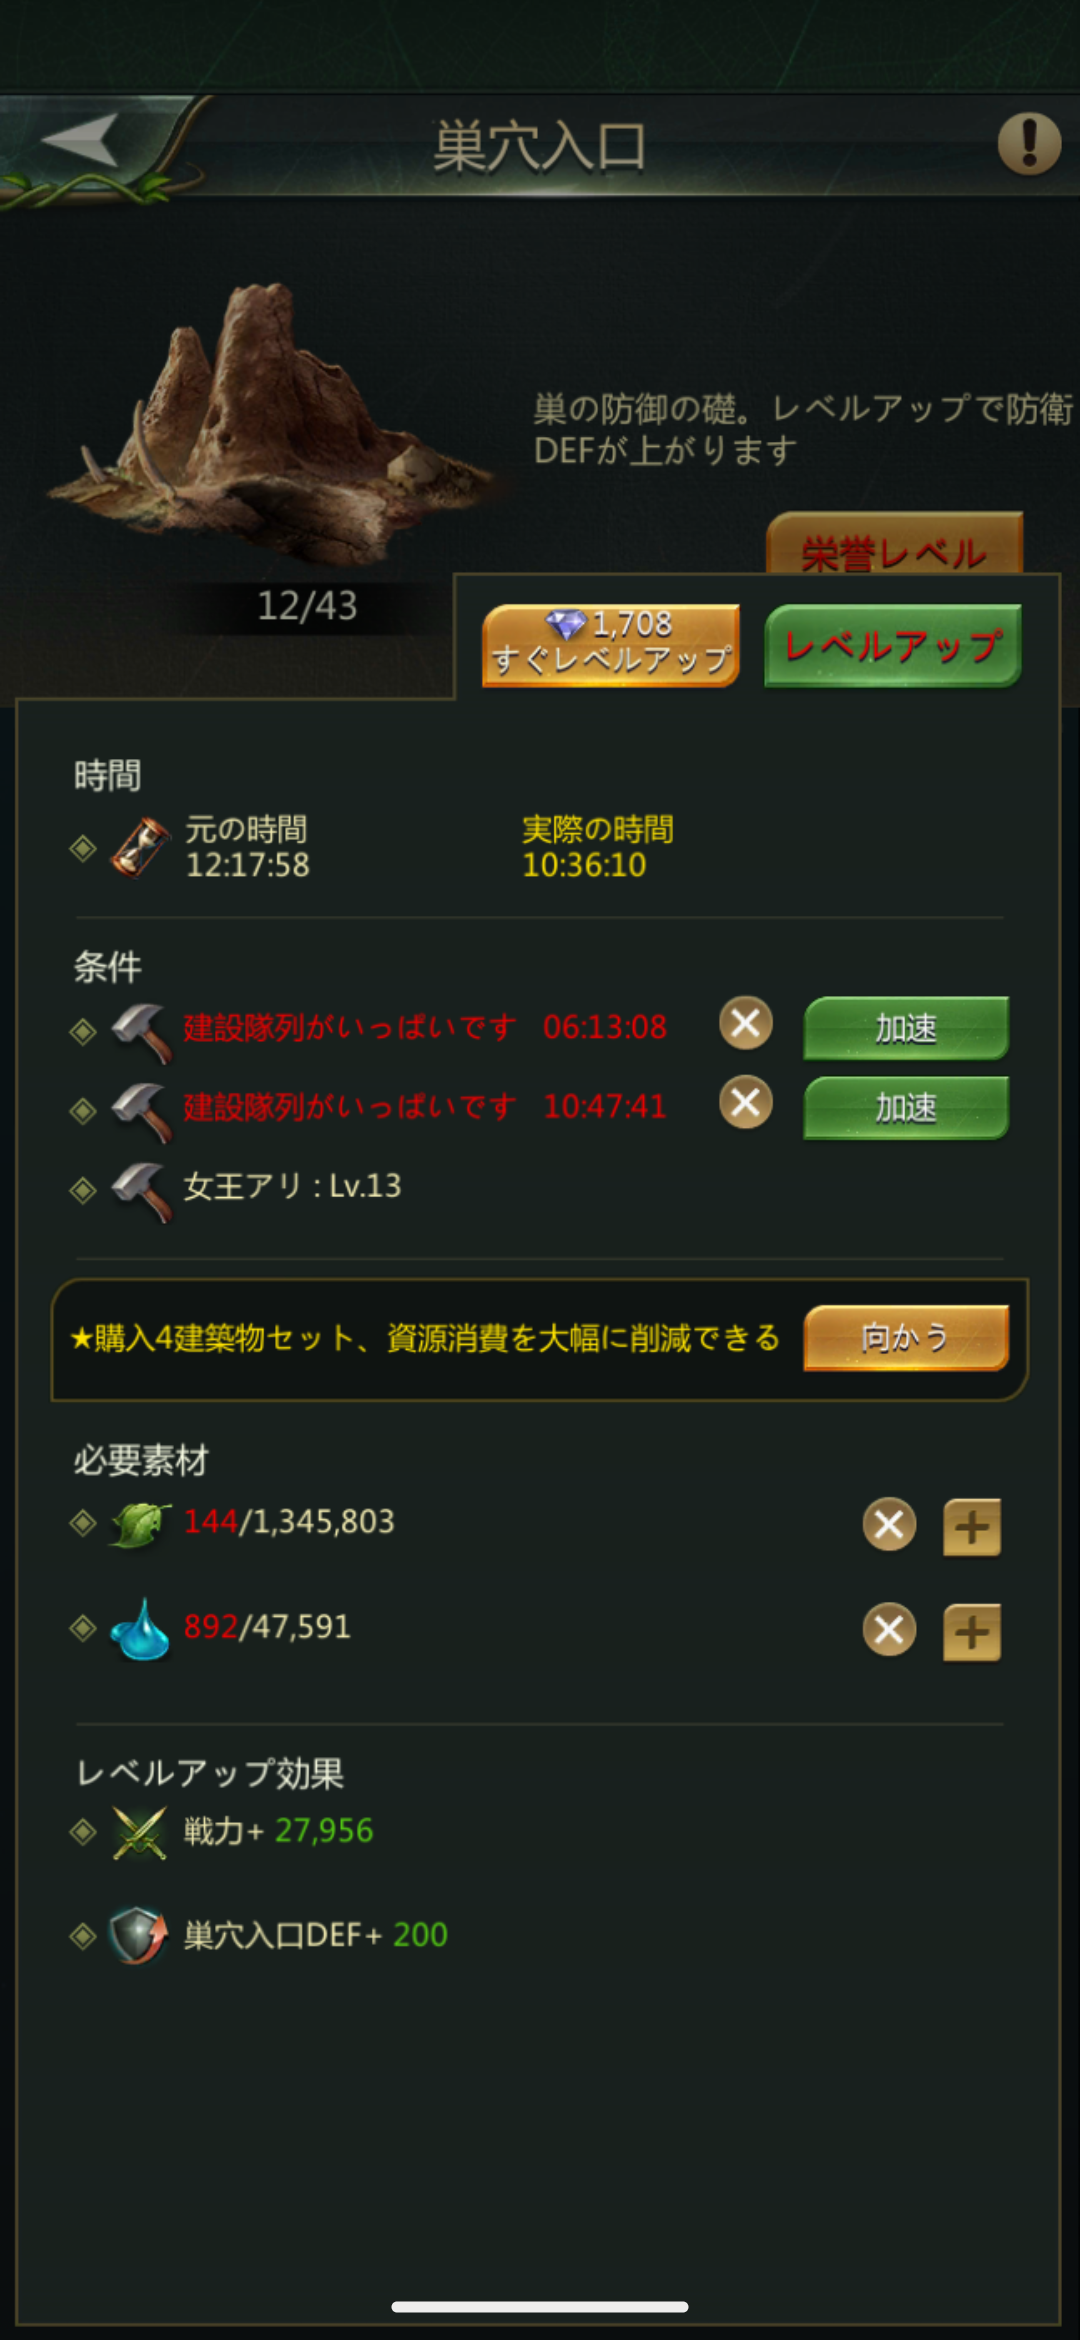 巣穴入口
巣の防御の礎。レベルアップで防衛
DEFが上がります
栄誉レベル
12/43
1,708
すぐレベルアップ
レベルアップ
時間
元の時間 実際の時間
12:17:58 10:36:10
条件
建設隊列がいっぱいです 06:13:08 加速
建設隊列がいっぱいです 10:47:41 加速
女王アリ : Lv.13
★購入4建築物セット、資源消費を大幅に削減できる 向かう
必要素材
144/1,345,803
892/47,591
レベルアップ効果
戦力+ 27,956
巣穴入口DEF+ 200